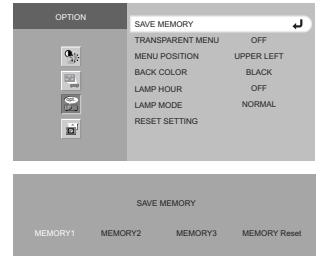 OPTION
SAVE MEMORY
TRANSPARENT MENU OFF
MENU POSITION UPPER LEFT
BACK COLOR BLACK
LAMP HOUR OFF
LAMP MODE NORMAL
RESET SETTING
SAVE MEMORY
MEMORY1 MEMORY2 MEMORY3 MEMORY Reset